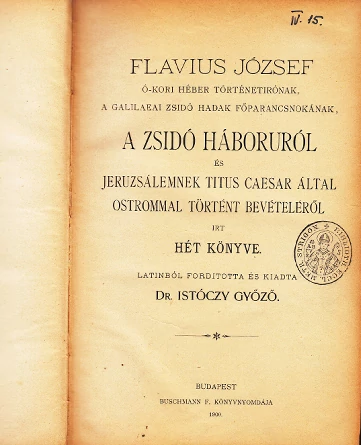 IV. 15.
FLAVIUS JÓZSEF
Ó-KORI HÉBER TÖRTÉNETIRÓNAK,
A GALILAEAI ZSIDÓ HADAK FŐPARANCSNOKÁNAK,
A ZSIDÓ HÁBORURÓL
ÉS
JERUZSÁLEMNEK TITUS CAESAR ÁLTAL
OSTROMMAL TÖRTÉNT BEVÉTELÉRŐL
IRT
HÉT KÖNYVE.
LATINBÓL FORDITOTTA ÉS KIADTA
DR. ISTÓCZY GYŐZŐ.
BUDAPEST
BUSCHMANN F. KÖNYVNYOMDÁJA
1900.